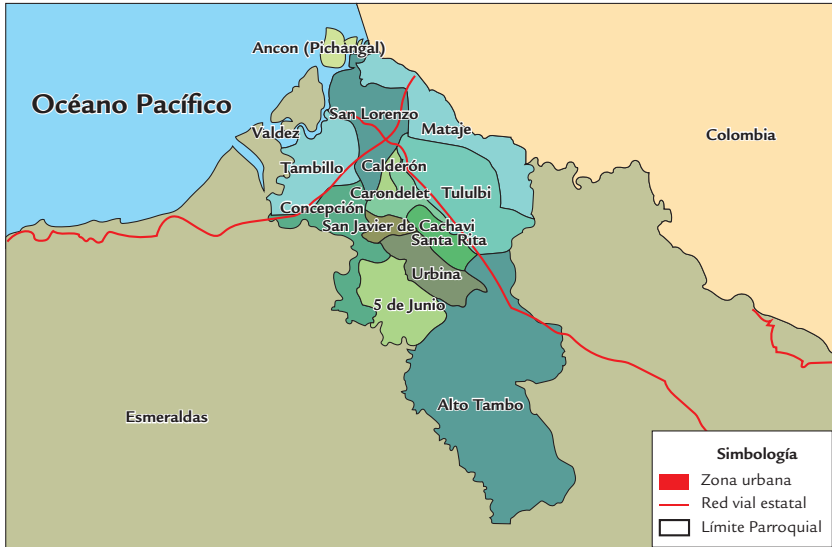 Ancon (Pichangal)
Océano Pacífico
San Lorenzo
Valdez
Mataje
Colombia
Tambillo
Calderón
Carondelet
Tululbi
Concepción
San Javier de Cachavi
Santa Rita
Urbina
5 de Junio
Esmeraldas
Alto Tambo
Simbología
Zona urbana
Red vial estatal
Límite Parroquial